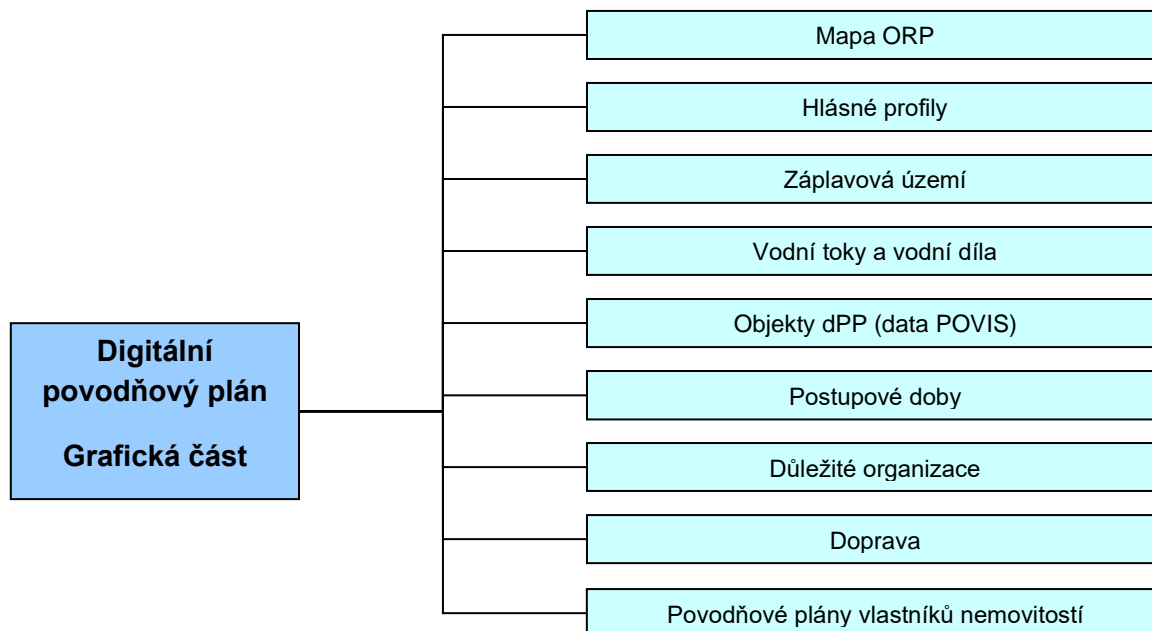 Mapa ORP
Hlásné profily
Záplavová území
Vodní toky a vodní díla
Objekty dPP (data POVIS)
Digitální
povodňový plán
Grafická část
Postupové doby
Důležité organizace
Doprava
Povodňové plány vlastníků nemovitostí